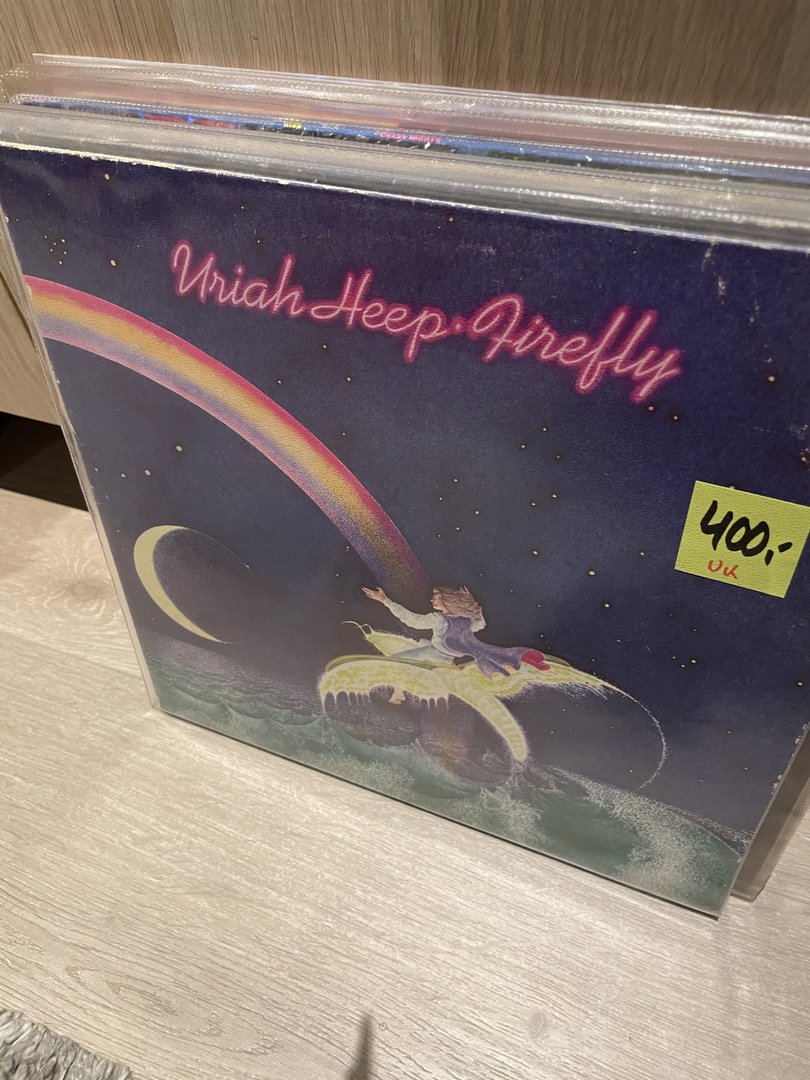 Uriah Heep • Firefly
400,-
UK